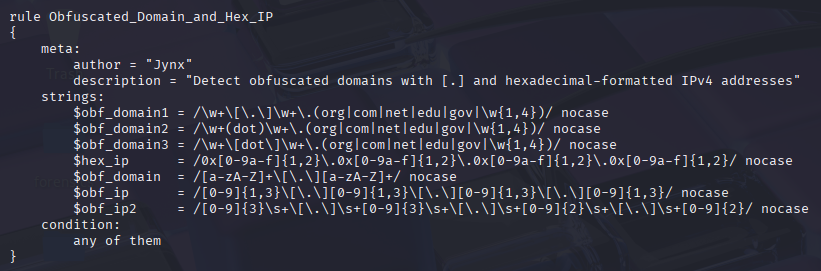 rule Obfuscated_Domain_and_Hex_IP
{
    meta:
        author = "Jynx"
        description = "Detect obfuscated domains with [.] and hexadecimal-formatted IPv4 addresses"
    strings:
        $obf_domain1 = /\w+\[\.\]\w+\.(org|com|net|edu|gov|\w{1,4})/ nocase
        $obf_domain2 = /\w+(dot)\w+\.(org|com|net|edu|gov|\w{1,4})/ nocase
        $obf_domain3 = /\w+\[dot\]\w+\.(org|com|net|edu|gov|\w{1,4})/ nocase
        $hex_ip      = /0x[0-9a-f]{1,2}\.0x[0-9a-f]{1,2}\.0x[0-9a-f]{1,2}\.0x[0-9a-f]{1,2}/ nocase
        $obf_domain  = /[a-zA-Z]+\[\.\][a-zA-Z]+/ nocase
        $obf_ip      = /[0-9]{1,3}\[\.\][0-9]{1,3}\[\.\][0-9]{1,3}\[\.\][0-9]{1,3}/ nocase
        $obf_ip2     = /[0-9]{3}\s+\[\.\]\s+[0-9]{3}\s+\[\.\]\s+[0-9]{2}\s+\[\.\]\s+[0-9]{2}/ nocase
    condition:
        any of them
}